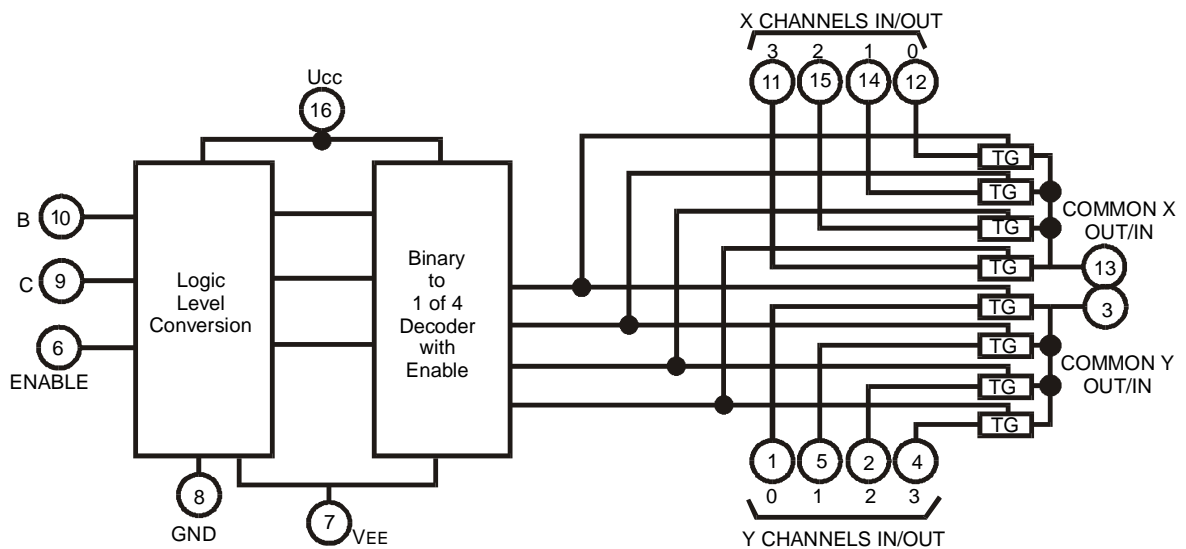 X CHANNELS IN/OUT
3 2 1 0
11 15 14 12
Ucc
16
TG
TG
TG
TG
COMMON X
OUT/IN
13
B 10
C 9
6
ENABLE
Logic
Level
Conversion
Binary
to
1 of 4
Decoder
with
Enable
TG
TG
TG
TG
3
COMMON Y
OUT/IN
1 5 2 4
0 1 2 3
Y CHANNELS IN/OUT
8
GND
7 VEE